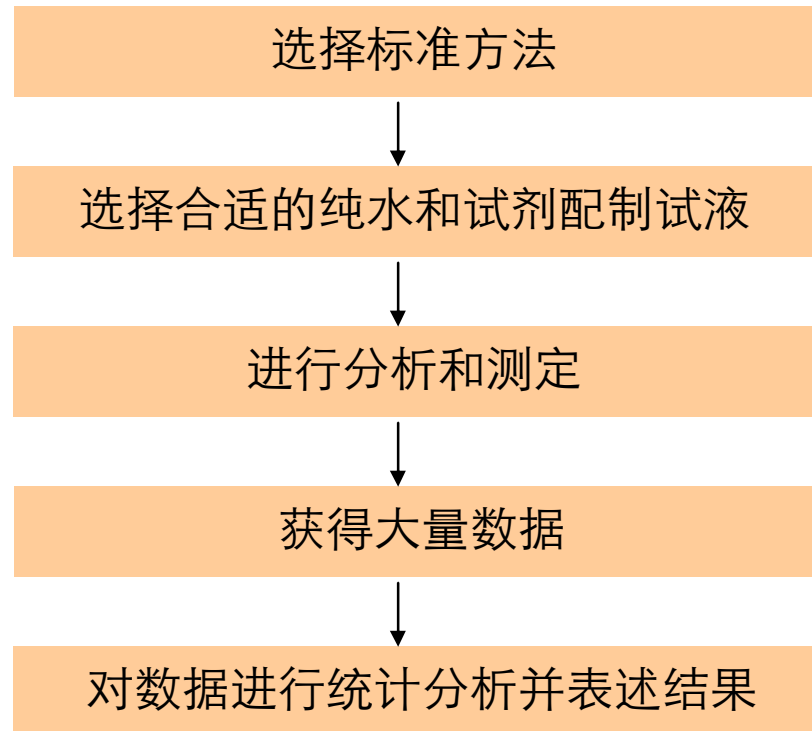 选择标准方法
选择合适的纯水和试剂配制试液
进行分析和测定
获得大量数据
对数据进行统计分析并表述结果